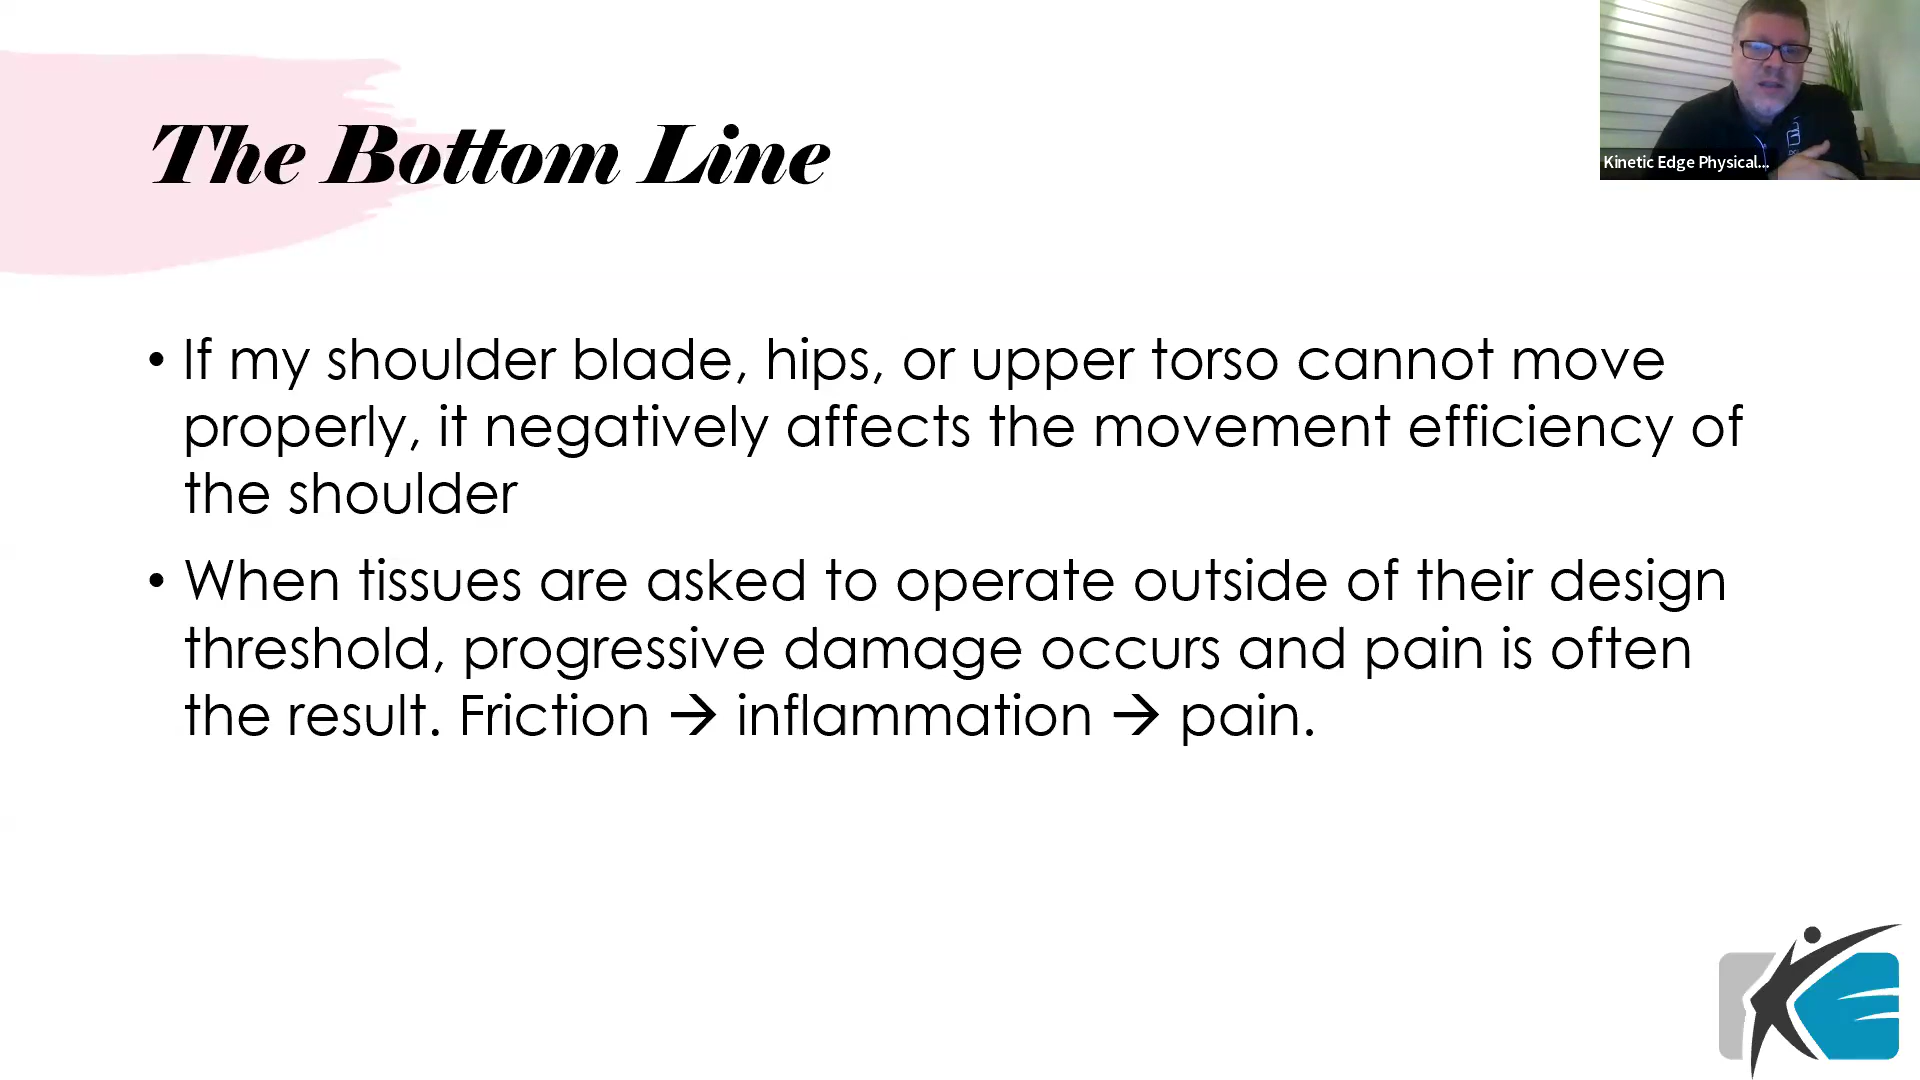 The Bottom Line
Kinetic Edge Physical...
• If my shoulder blade, hips, or upper torso cannot move
properly, it negatively affects the movement efficiency of
the shoulder
• When tissues are asked to operate outside of their design
threshold, progressive damage occurs and pain is often
the result. Friction → inflammation → pain.